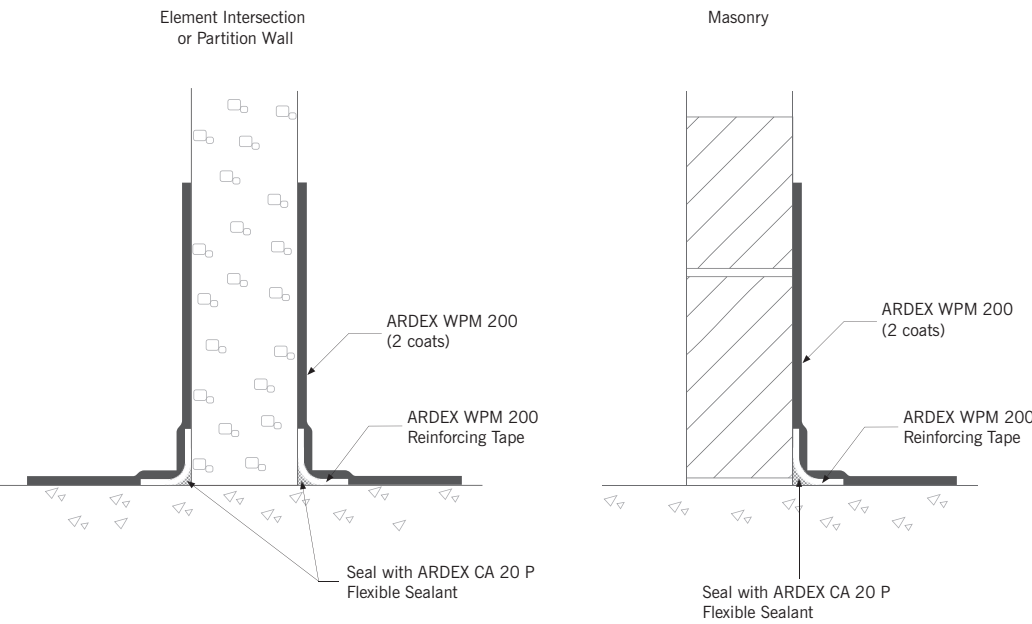 Element Intersection
or Partition Wall
ARDEX WPM 200
(2 coats)
ARDEX WPM 200
Reinforcing Tape
Seal with ARDEX CA 20 P
Flexible Sealant
Masonry
ARDEX WPM 200
(2 coats)
ARDEX WPM 200
Reinforcing Tape
Seal with ARDEX CA 20 P
Flexible Sealant